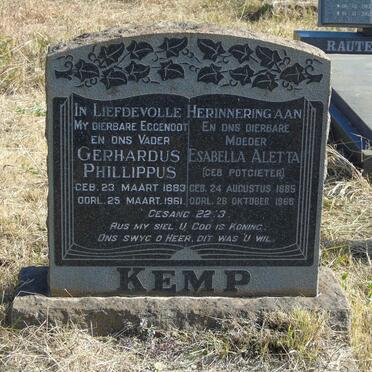 In Liefdevolle Herinnering aan
My dierbare Eggenoot
en ons Vader
Gerhardus
Phillippus
Geb. 23 Maart 1883
Oorl. 25 Maart 1961.
En ons dierbare
Moeder
Esabella Aletta
(Geb Potgieter)
Geb. 24 Augustus 1885
Oorl. 28 Oktober 1968
Gesang 22:3
Rus my siel, U God is Koning.
Ons swyg O Heer, dit was U wil.
Kemp
RAUTE